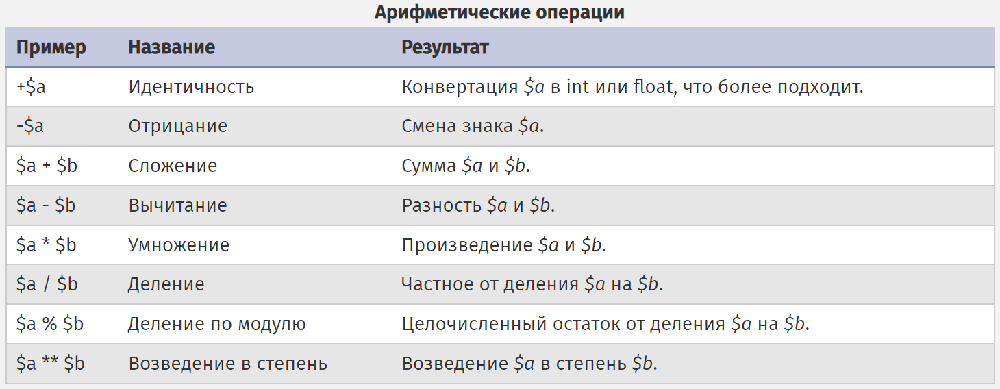 Арифметические операции
Пример Название Результат
+$a Идентичность Конвертация $a в int или float, что более подходит.
-$a Отрицание Смена знака $a.
$a + $b Сложение Сумма $a и $b.
$a - $b Вычитание Разность $a и $b.
$a * $b Умножение Произведение $a и $b.
$a / $b Деление Частное от деления $a на $b.
$a % $b Деление по модулю Целочисленный остаток от деления $a на $b.
$a ** $b Возведение в степень Возведение $a в степень $b.